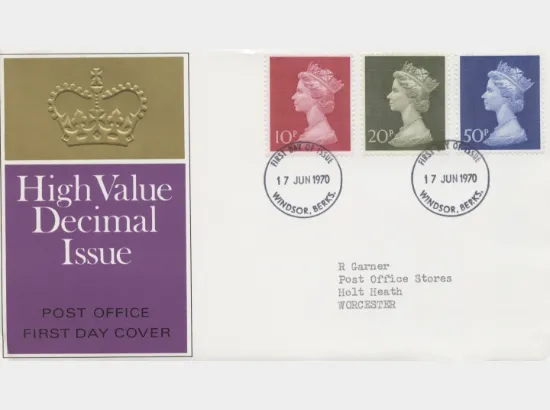 High Value
Decimal
Issue
POST OFFICE
FIRST DAY COVER
10P
20P
50P
FIRST DAY OF ISSUE
17 JUN 1970
WINDSOR, BERKS.
FIRST DAY OF ISSUE
17 JUN 1970
WINDSOR, BERKS.
R Garner
Post Office Stores
Holt Heath
WORCESTER